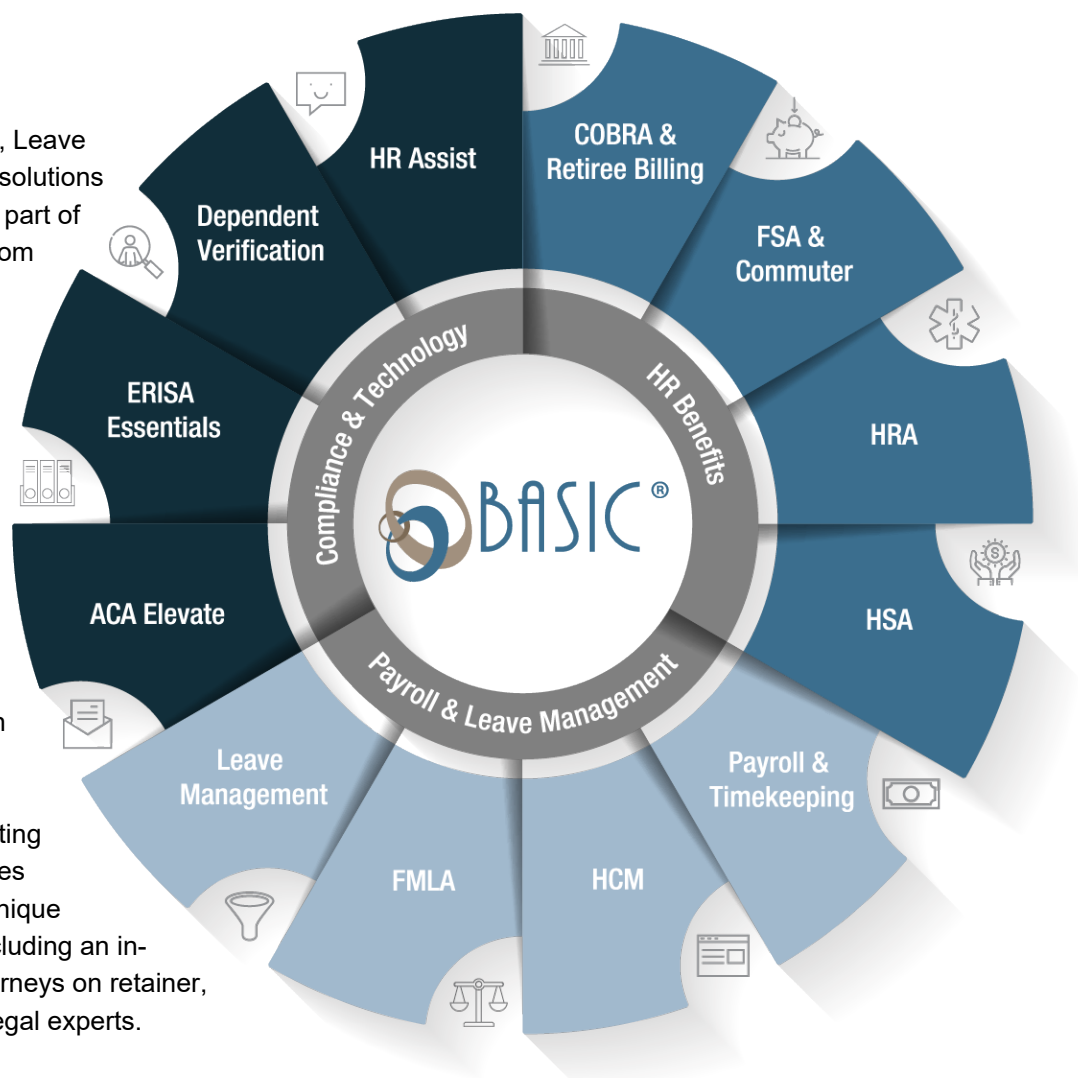 , Leave
solutions
part of
om
HR Assist
COBRA &
Retiree Billing
Dependent
Verification
FSA &
Commuter
ERISA
Essentials
HRA
Compliance & Technology
HR Benefits
BASIC®
ACA Elevate
HSA
Payroll & Leave Management
Leave
Management
Payroll &
Timekeeping
FMLA
HCM
n
ting
es
nique
cluding an in-
rneys on retainer,
egal experts.